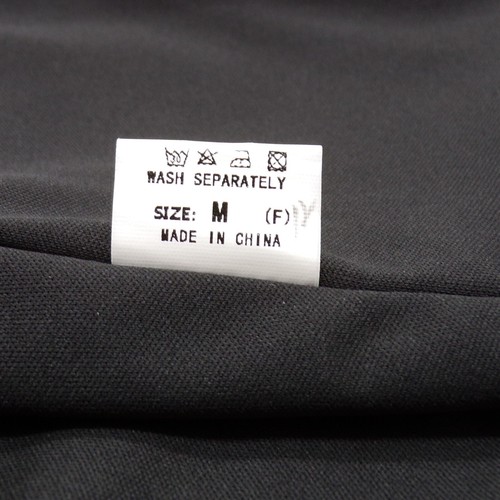 WASH SEPARATELY
SIZE: M (F)
MADE IN CHINA